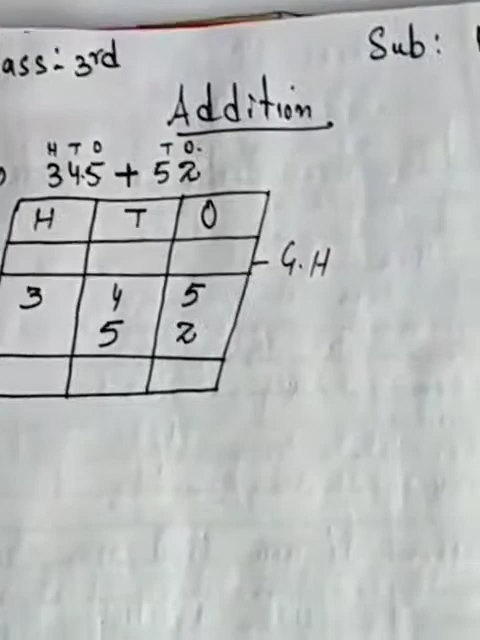 ass:- 3rd
Sub:
Addition
H T O T O.
345 + 52
H T O
G.H
3 4 5
5 2